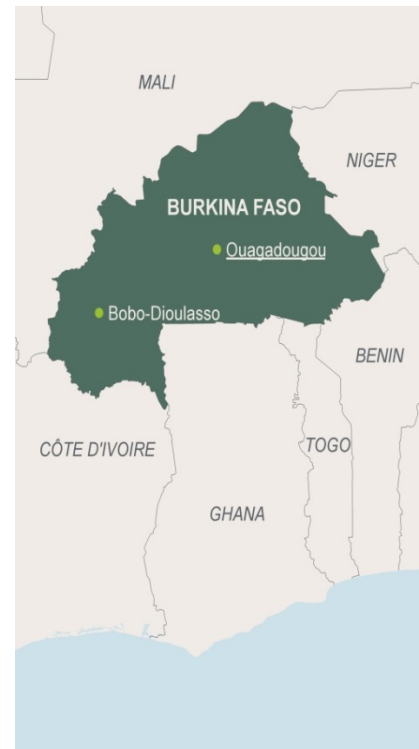 MALI
NIGER
BURKINA FASO
Ouagadougou
Bobo-Dioulasso
BENIN
CÔTE D'IVOIRE
TOGO
GHANA